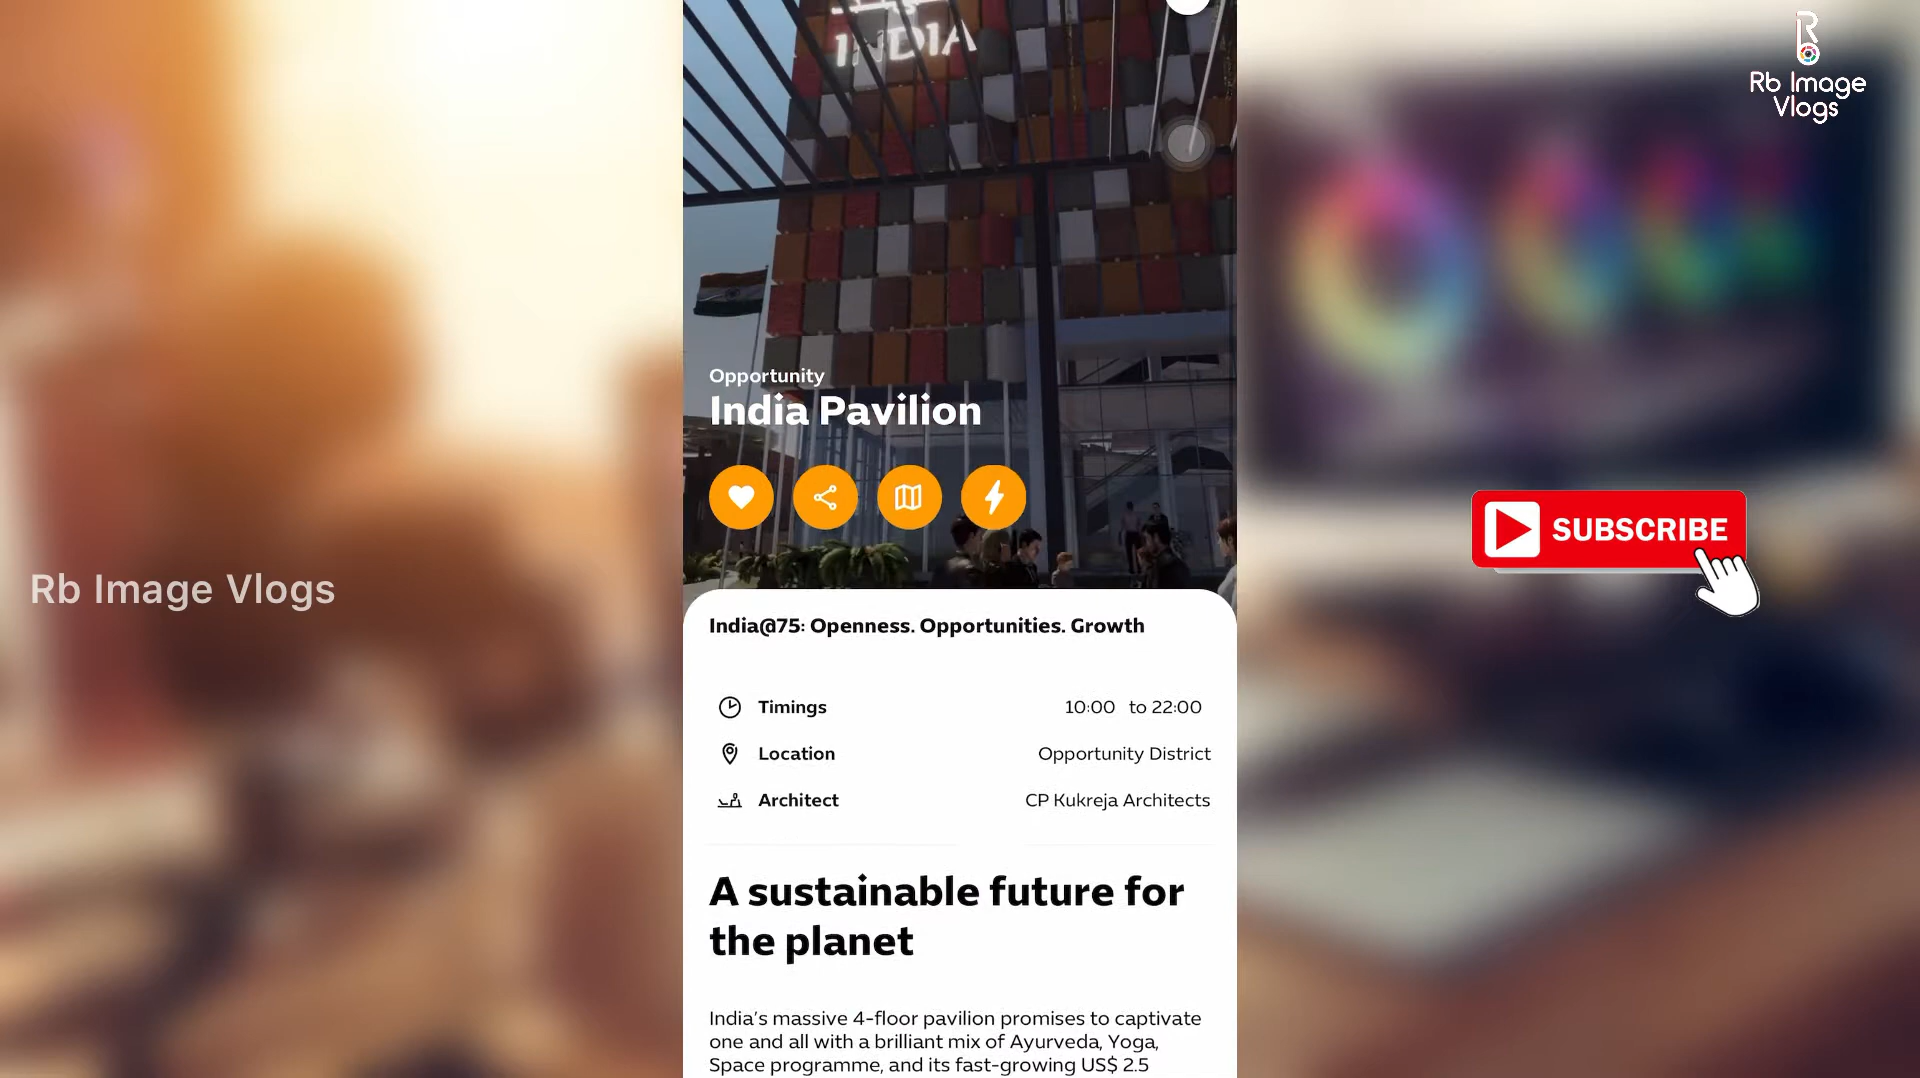 INDIA
Rb Image
Vlogs
Opportunity
India Pavilion
SUBSCRIBE
Rb Image Vlogs
India@75: Openness. Opportunities. Growth
Timings 10:00 to 22:00
Location Opportunity District
Architect CP Kukreja Architects
A sustainable future for
the planet
India's massive 4-floor pavilion promises to captivate
one and all with a brilliant mix of Ayurveda, Yoga,
Space programme, and its fast-growing US$ 2.5